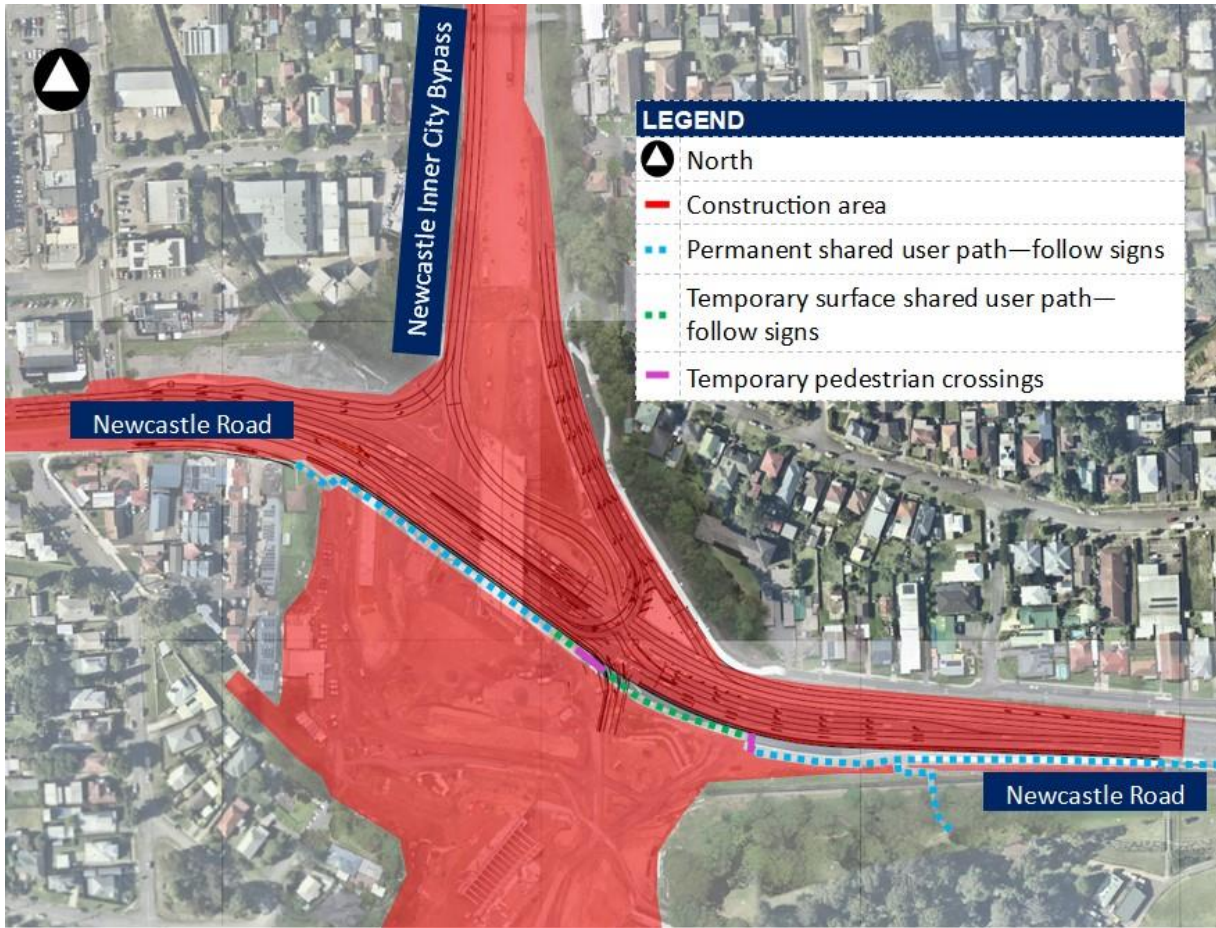 Newcastle Inner City Bypass
LEGEND
North
Construction area
Permanent shared user path—follow signs
Temporary surface shared user path—
follow signs
Temporary pedestrian crossings
Newcastle Road
Newcastle Road